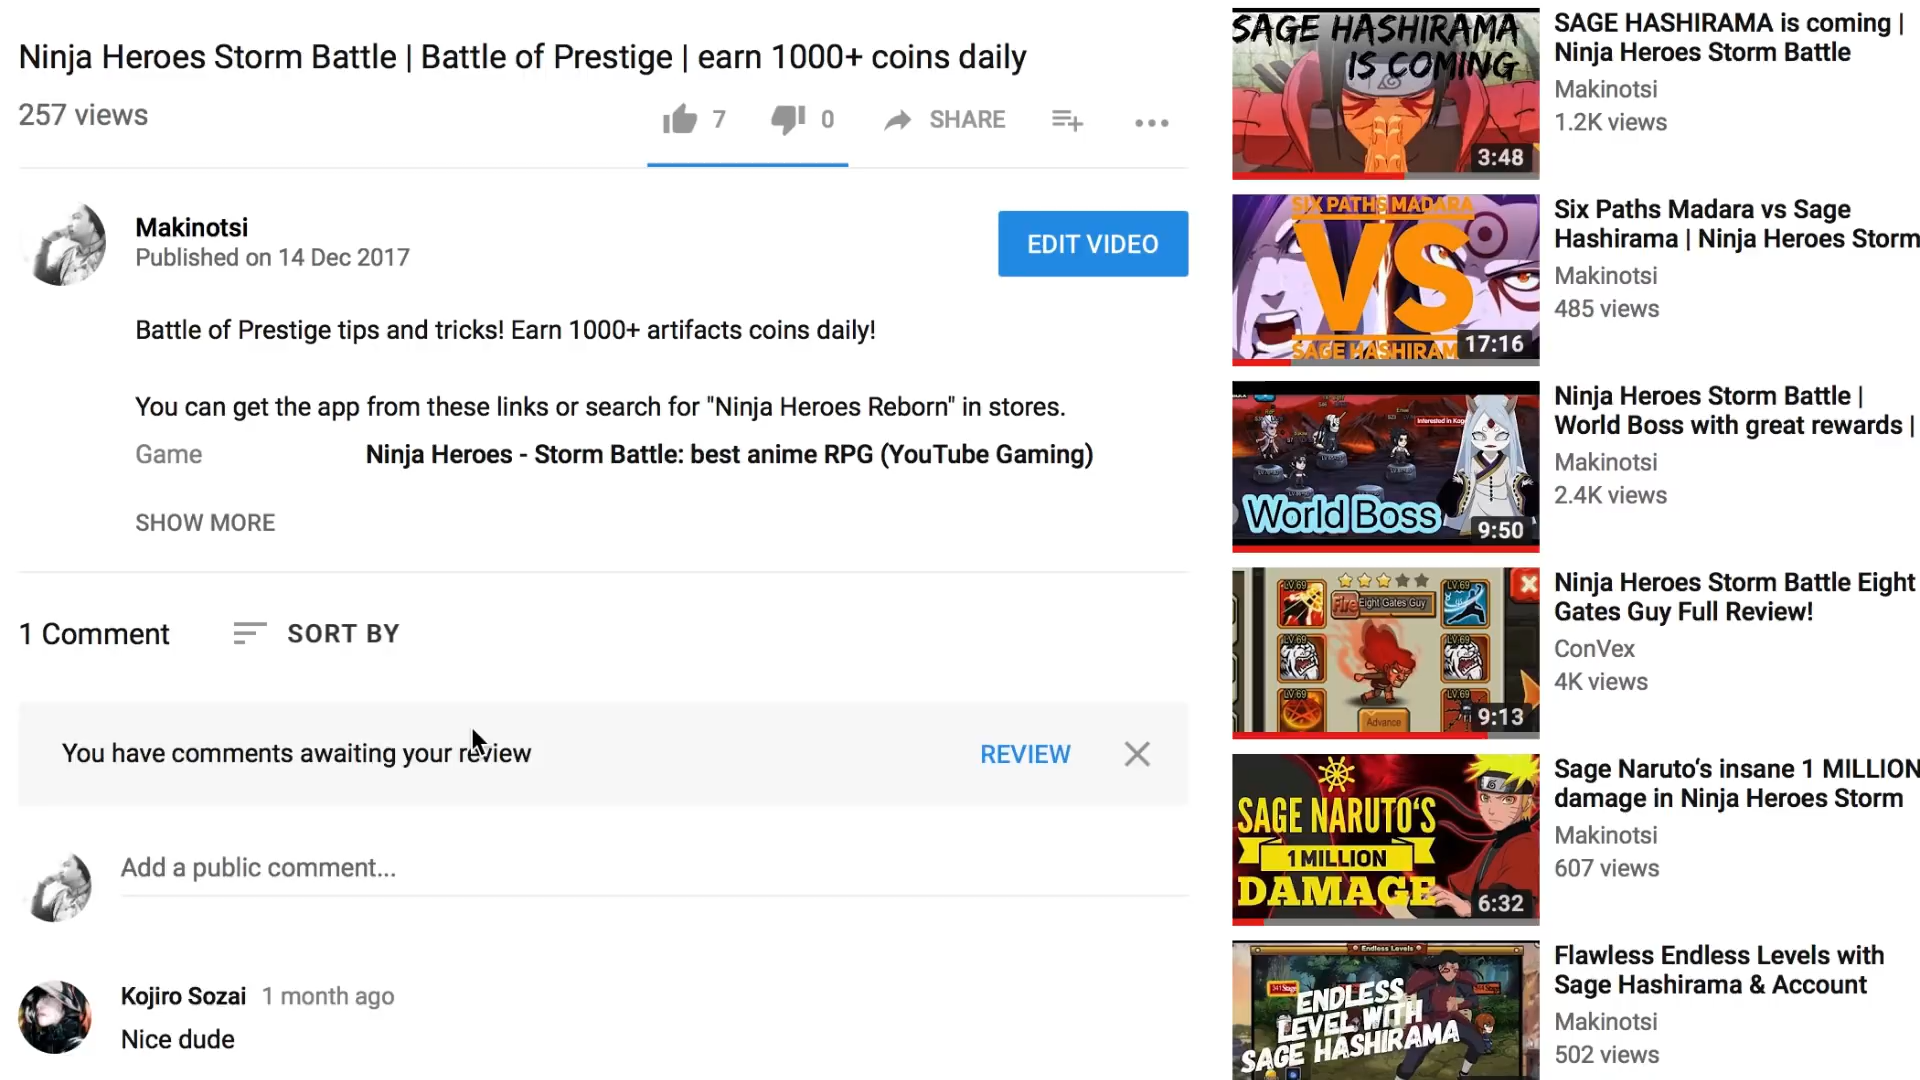 Ninja Heroes Storm Battle | Battle of Prestige | earn 1000+ coins daily
257 views
7
0
SHARE
Makinotsi
Published on 14 Dec 2017
EDIT VIDEO
Battle of Prestige tips and tricks! Earn 1000+ artifacts coins daily!
You can get the app from these links or search for "Ninja Heroes Reborn" in stores.
Game
Ninja Heroes - Storm Battle: best anime RPG (YouTube Gaming)
SHOW MORE
1 Comment
SORT BY
You have comments awaiting your review
REVIEW
Add a public comment...
Kojiro Sozai 1 month ago
Nice dude
SAGE HASHIRAMA
IS COMING
3:48
SAGE HASHIRAMA is coming |
Ninja Heroes Storm Battle
Makinotsi
1.2K views
SIX PATHS MADARA
VS
SAGE HASHIRAM
17:16
Six Paths Madara vs Sage
Hashirama | Ninja Heroes Storm
Makinotsi
485 views
World Boss
9:50
Ninja Heroes Storm Battle |
World Boss with great rewards |
Makinotsi
2.4K views
LV:69
LV:69
Fire
Eight Gates Guy
LV:69
LV:69
LV:69
LV:69
Advance
9:13
Ninja Heroes Storm Battle Eight
Gates Guy Full Review!
ConVex
4K views
SAGE NARUTO'S
1 MILLION
DAMAGE
6:32
Sage Naruto's insane 1 MILLION
damage in Ninja Heroes Storm
Makinotsi
607 views
Endless Levels
ENDLESS
LEVEL WITH
SAGE HASHIRAMA
Flawless Endless Levels with
Sage Hashirama & Account
Makinotsi
502 views